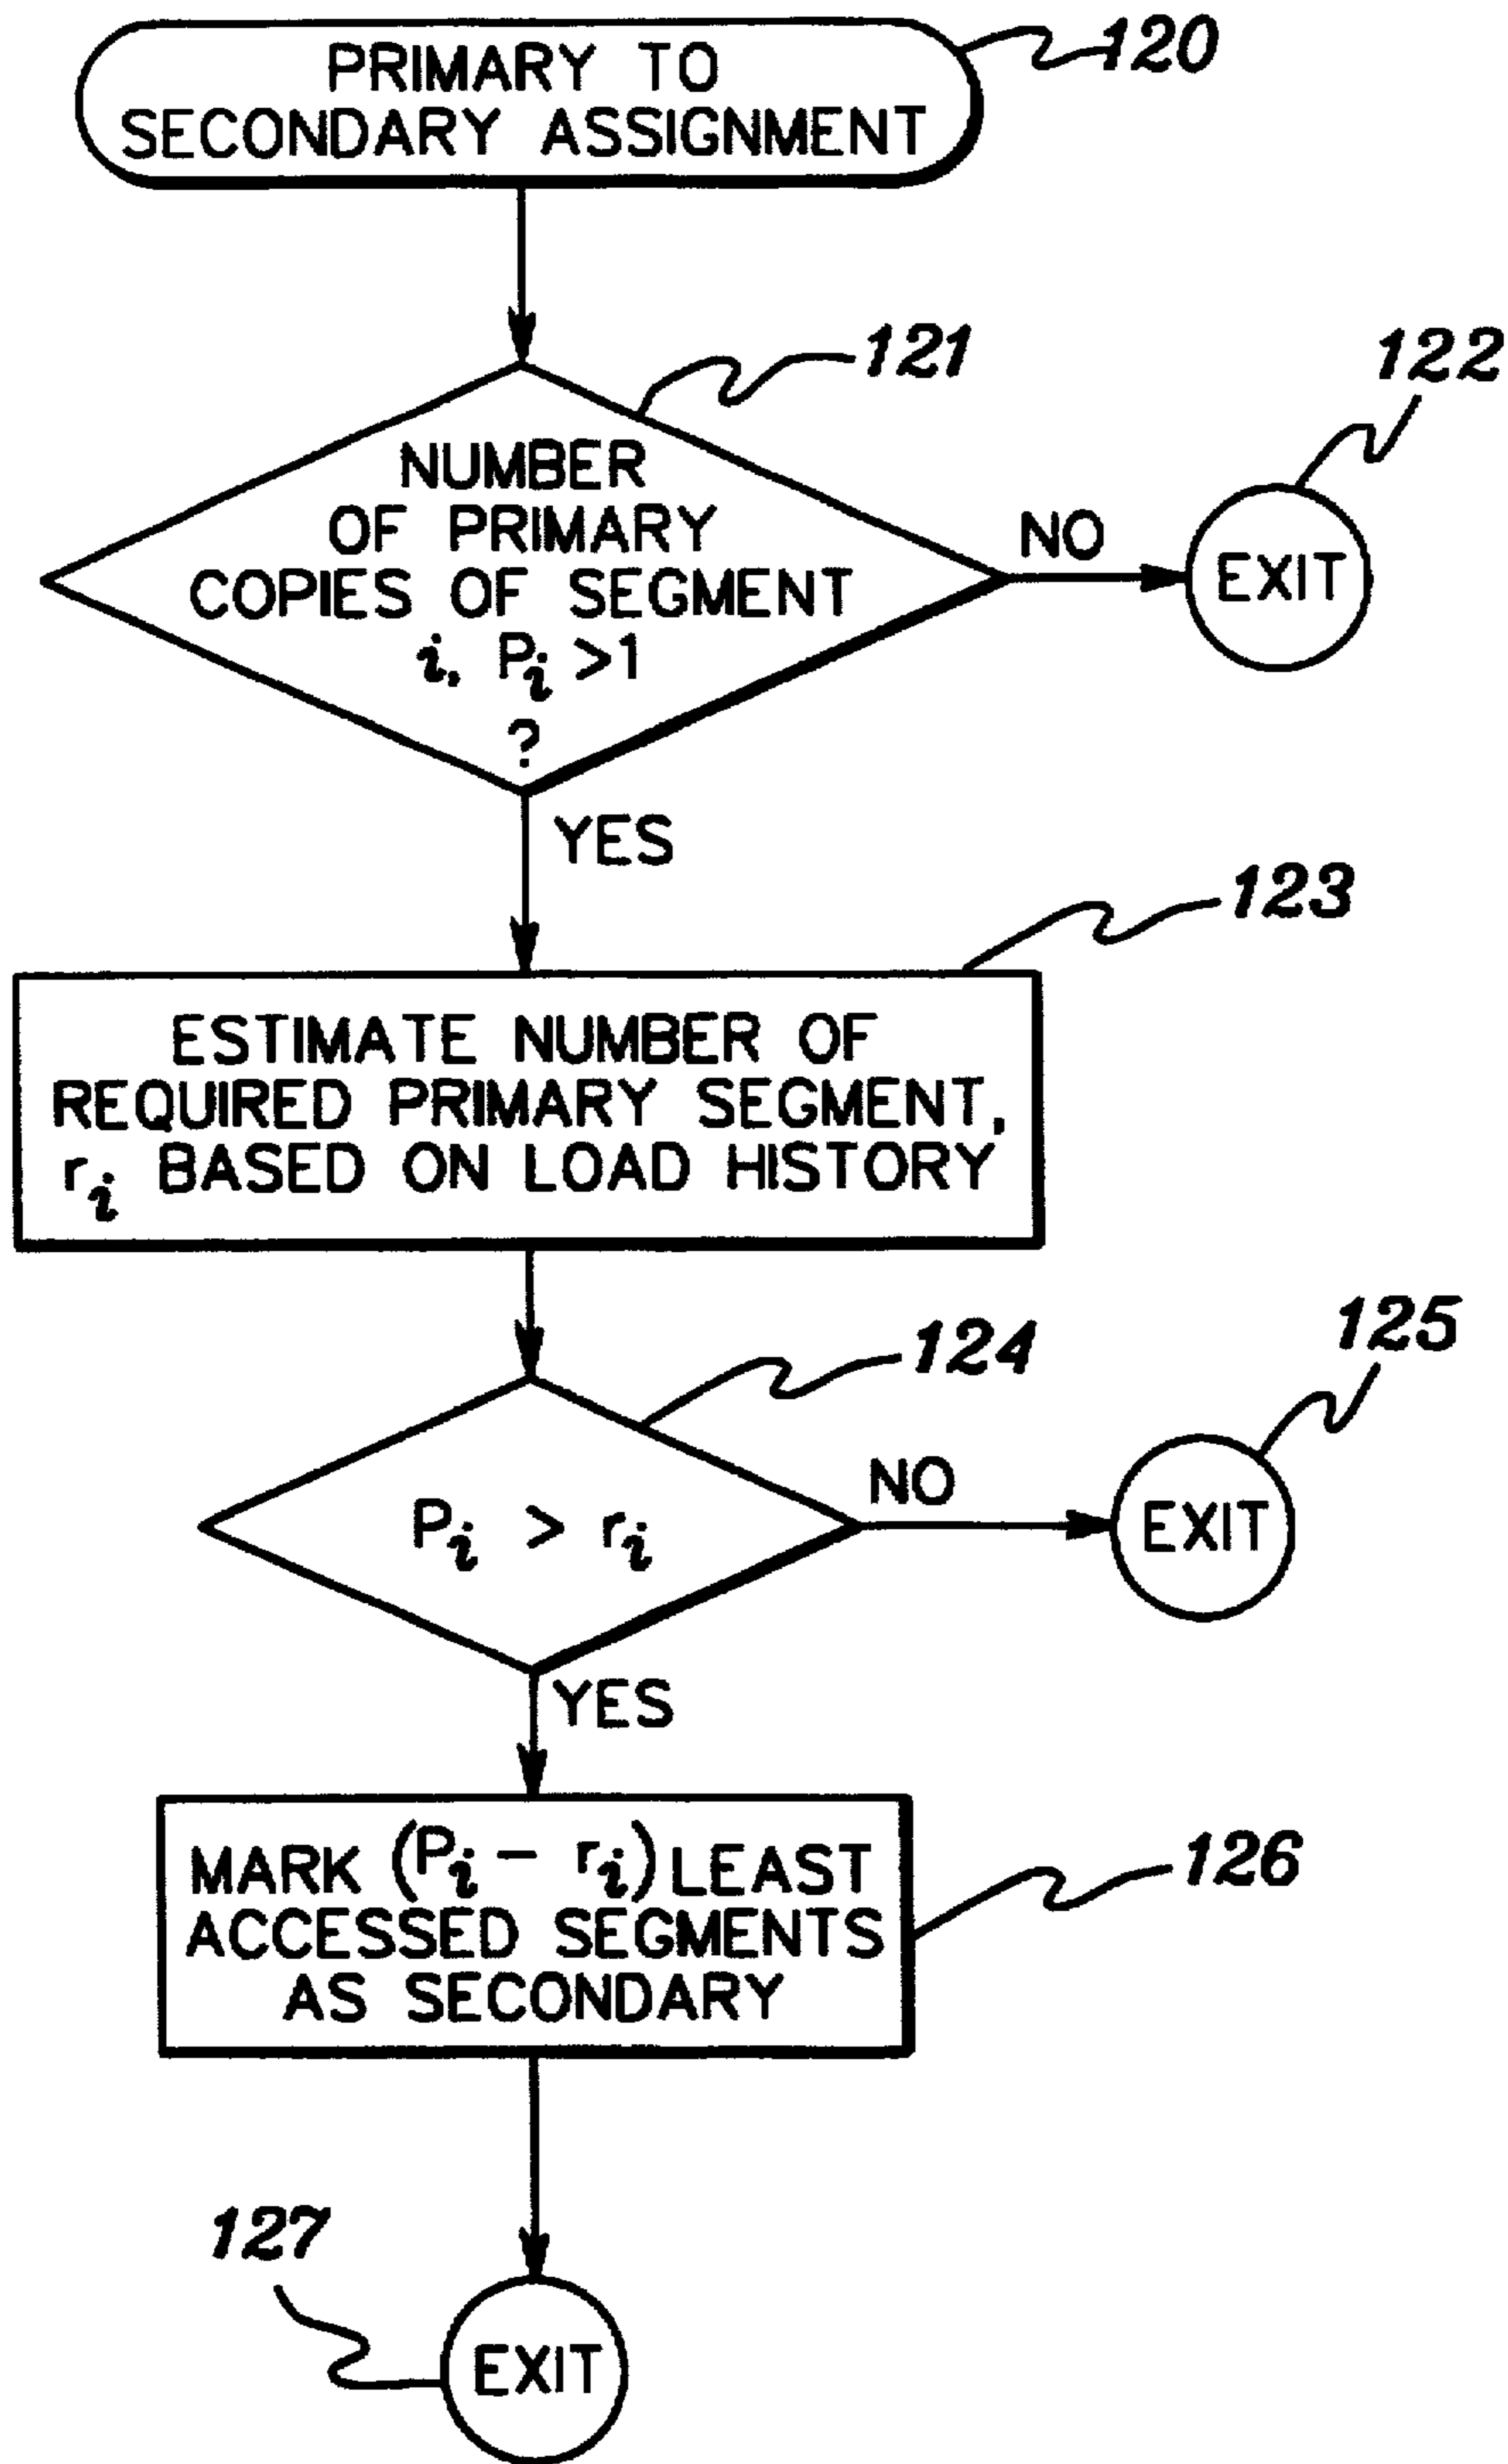 PRIMARY TO
SECONDARY ASSIGNMENT
120
121
NUMBER
OF PRIMARY
COPIES OF SEGMENT
i, Pi >1
?
NO
122
EXIT
YES
123
ESTIMATE NUMBER OF
REQUIRED PRIMARY SEGMENT,
ri BASED ON LOAD HISTORY
124
Pi > ri
NO
125
EXIT
YES
126
MARK (Pi - ri) LEAST
ACCESSED SEGMENTS
AS SECONDARY
127
EXIT